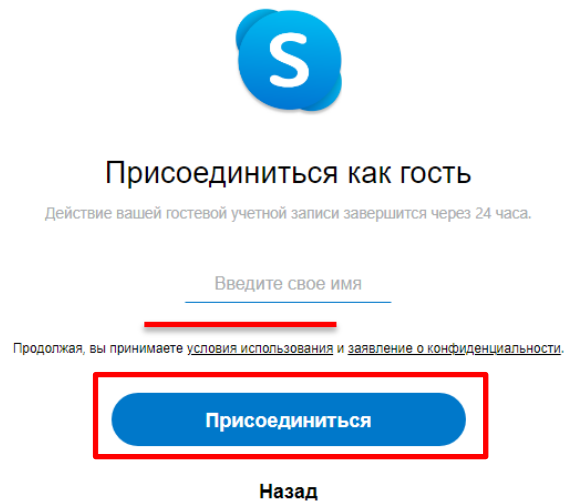 S
Присоединиться как гость
Действие вашей гостевой учетной записи завершится через 24 часа.
Введите свое имя
Продолжая, вы принимаете условия использования и заявление о конфиденциальности.
Присоединиться
Назад